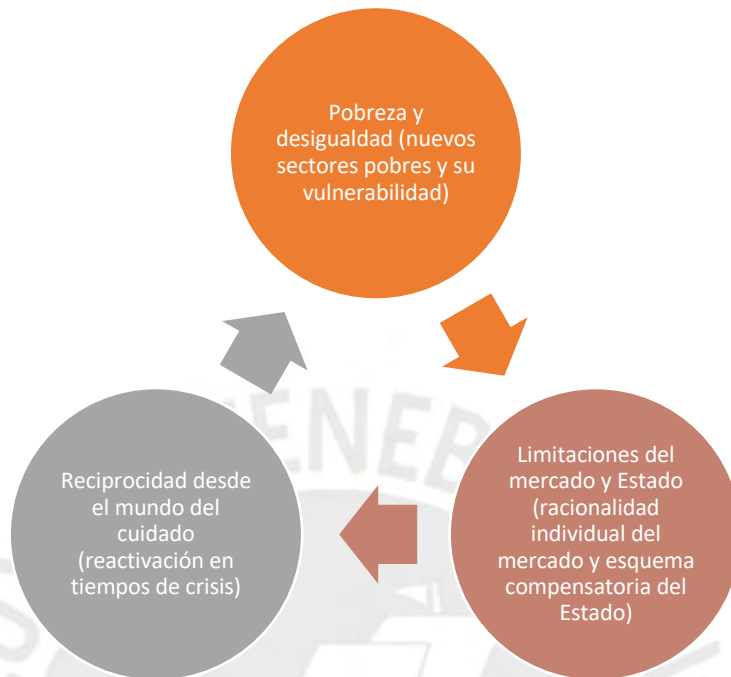 Pobreza y
desigualdad (nuevos
sectores pobres y su
vulnerabilidad)
Limitaciones del
mercado y Estado
(racionalidad
individual del
mercado y esquema
compensatoria del
Estado)
Reciprocidad desde
el mundo del
cuidado
(reactivación en
tiempos de crisis)